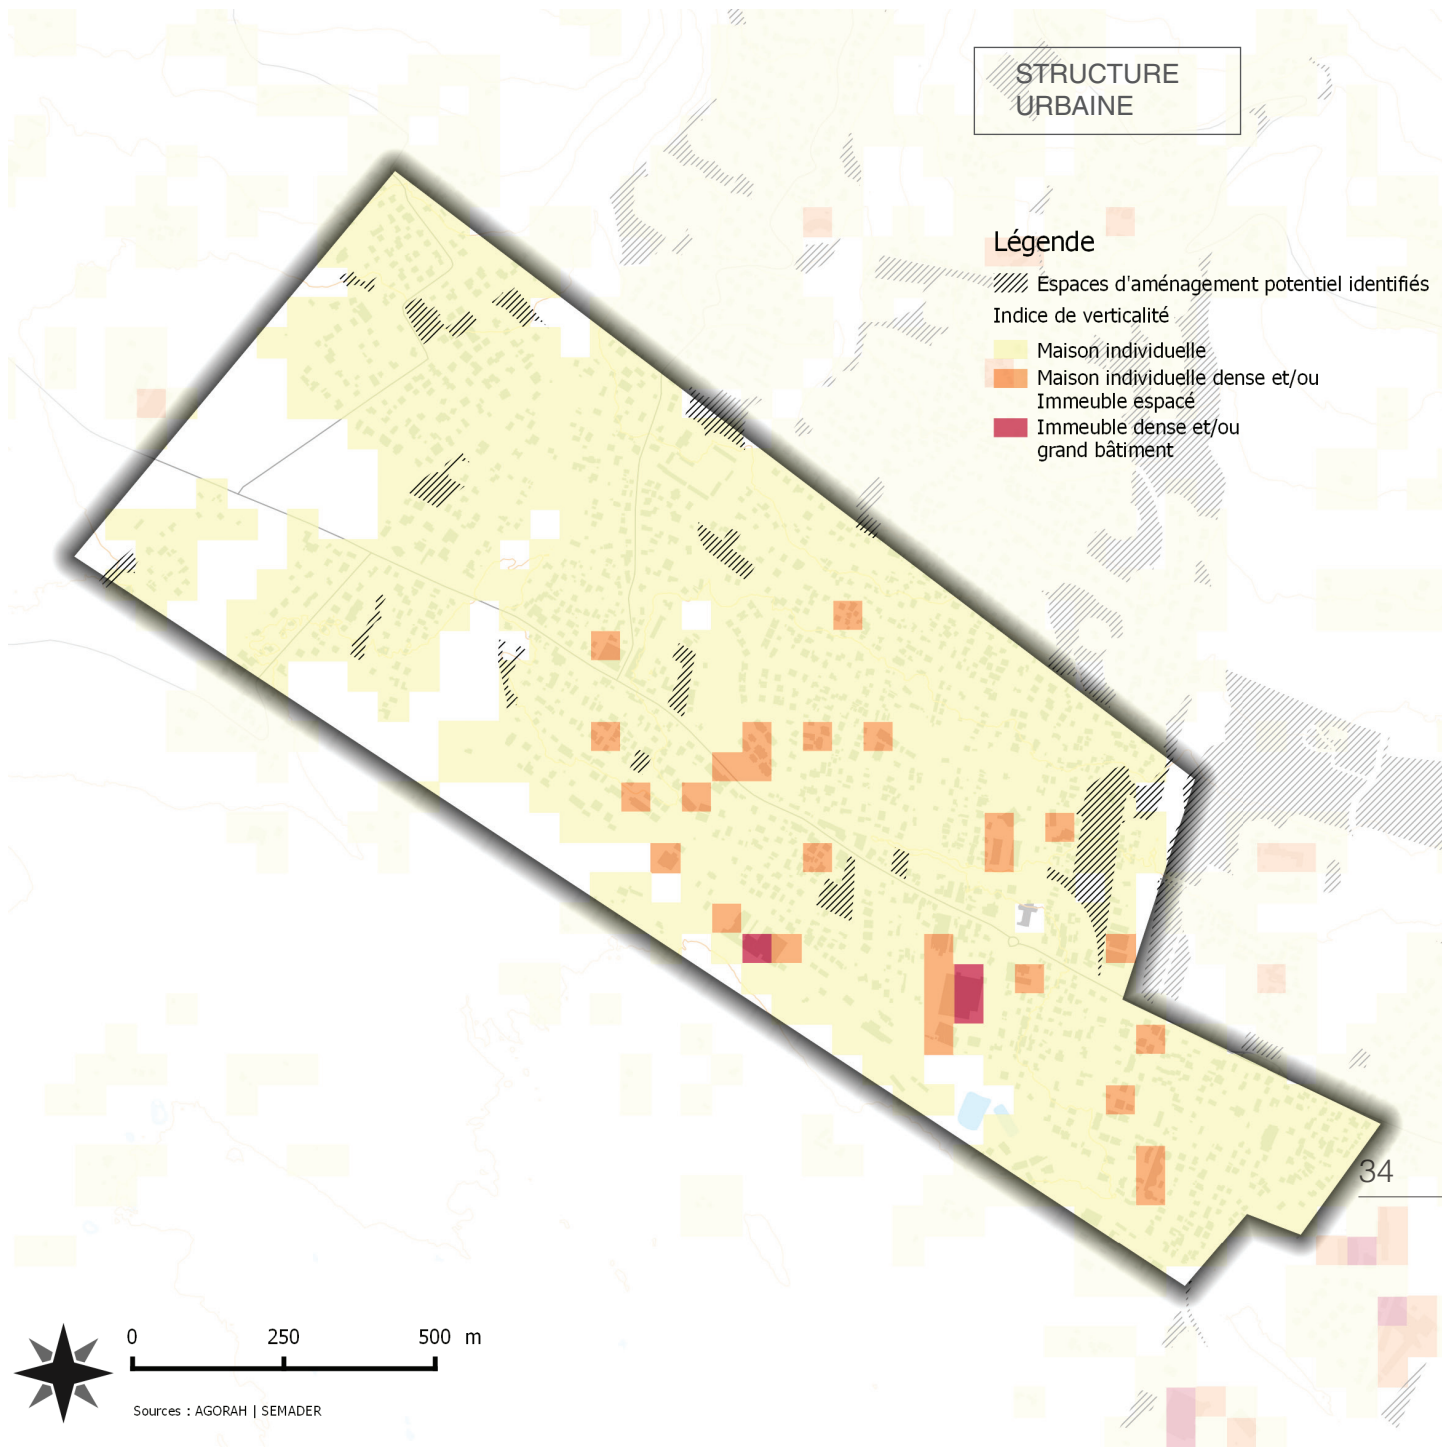 STRUCTURE
URBAINE
Légende
Espaces d'aménagement potentiel identifiés
Indice de verticalité
Maison individuelle
Maison individuelle dense et/ou
Immeuble espacé
Immeuble dense et/ou
grand bâtiment
34
0 250 500 m
Sources : AGORAH | SEMADER